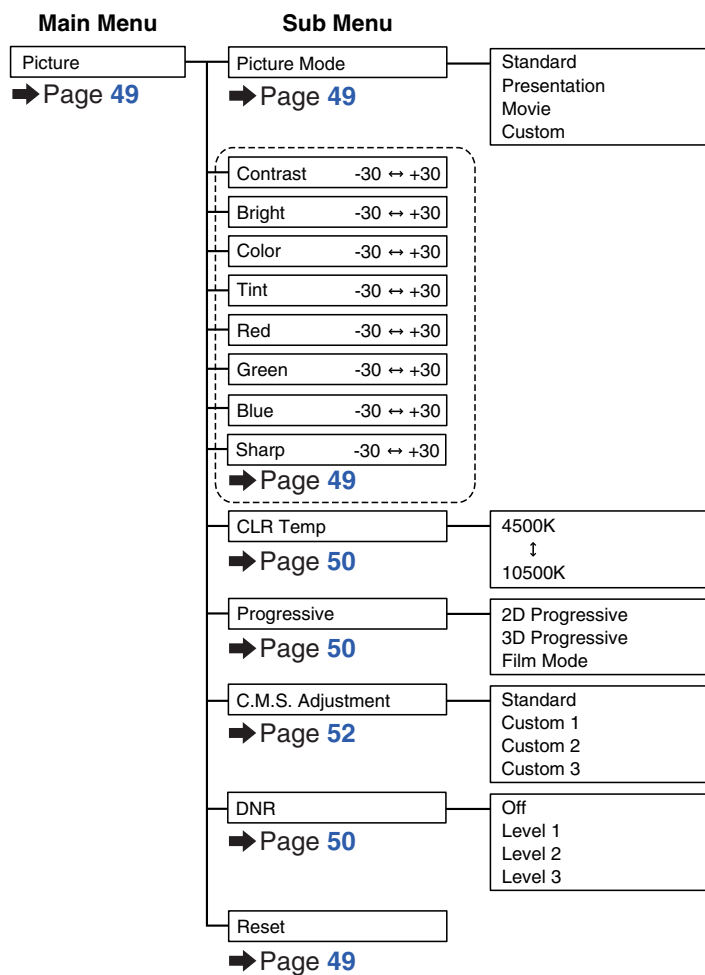 Main Menu Sub Menu
Picture Picture Mode Standard
➡ Page 49 ➡ Page 49 Presentation
Movie
Custom
Contrast -30 ↔ +30
Bright -30 ↔ +30
Color -30 ↔ +30
Tint -30 ↔ +30
Red -30 ↔ +30
Green -30 ↔ +30
Blue -30 ↔ +30
Sharp -30 ↔ +30
➡ Page 49
CLR Temp 4500K
↕
➡ Page 50 10500K
Progressive 2D Progressive
3D Progressive
➡ Page 50 Film Mode
C.M.S. Adjustment Standard
Custom 1
➡ Page 52 Custom 2
Custom 3
DNR Off
Level 1
➡ Page 50 Level 2
Level 3
Reset
➡ Page 49